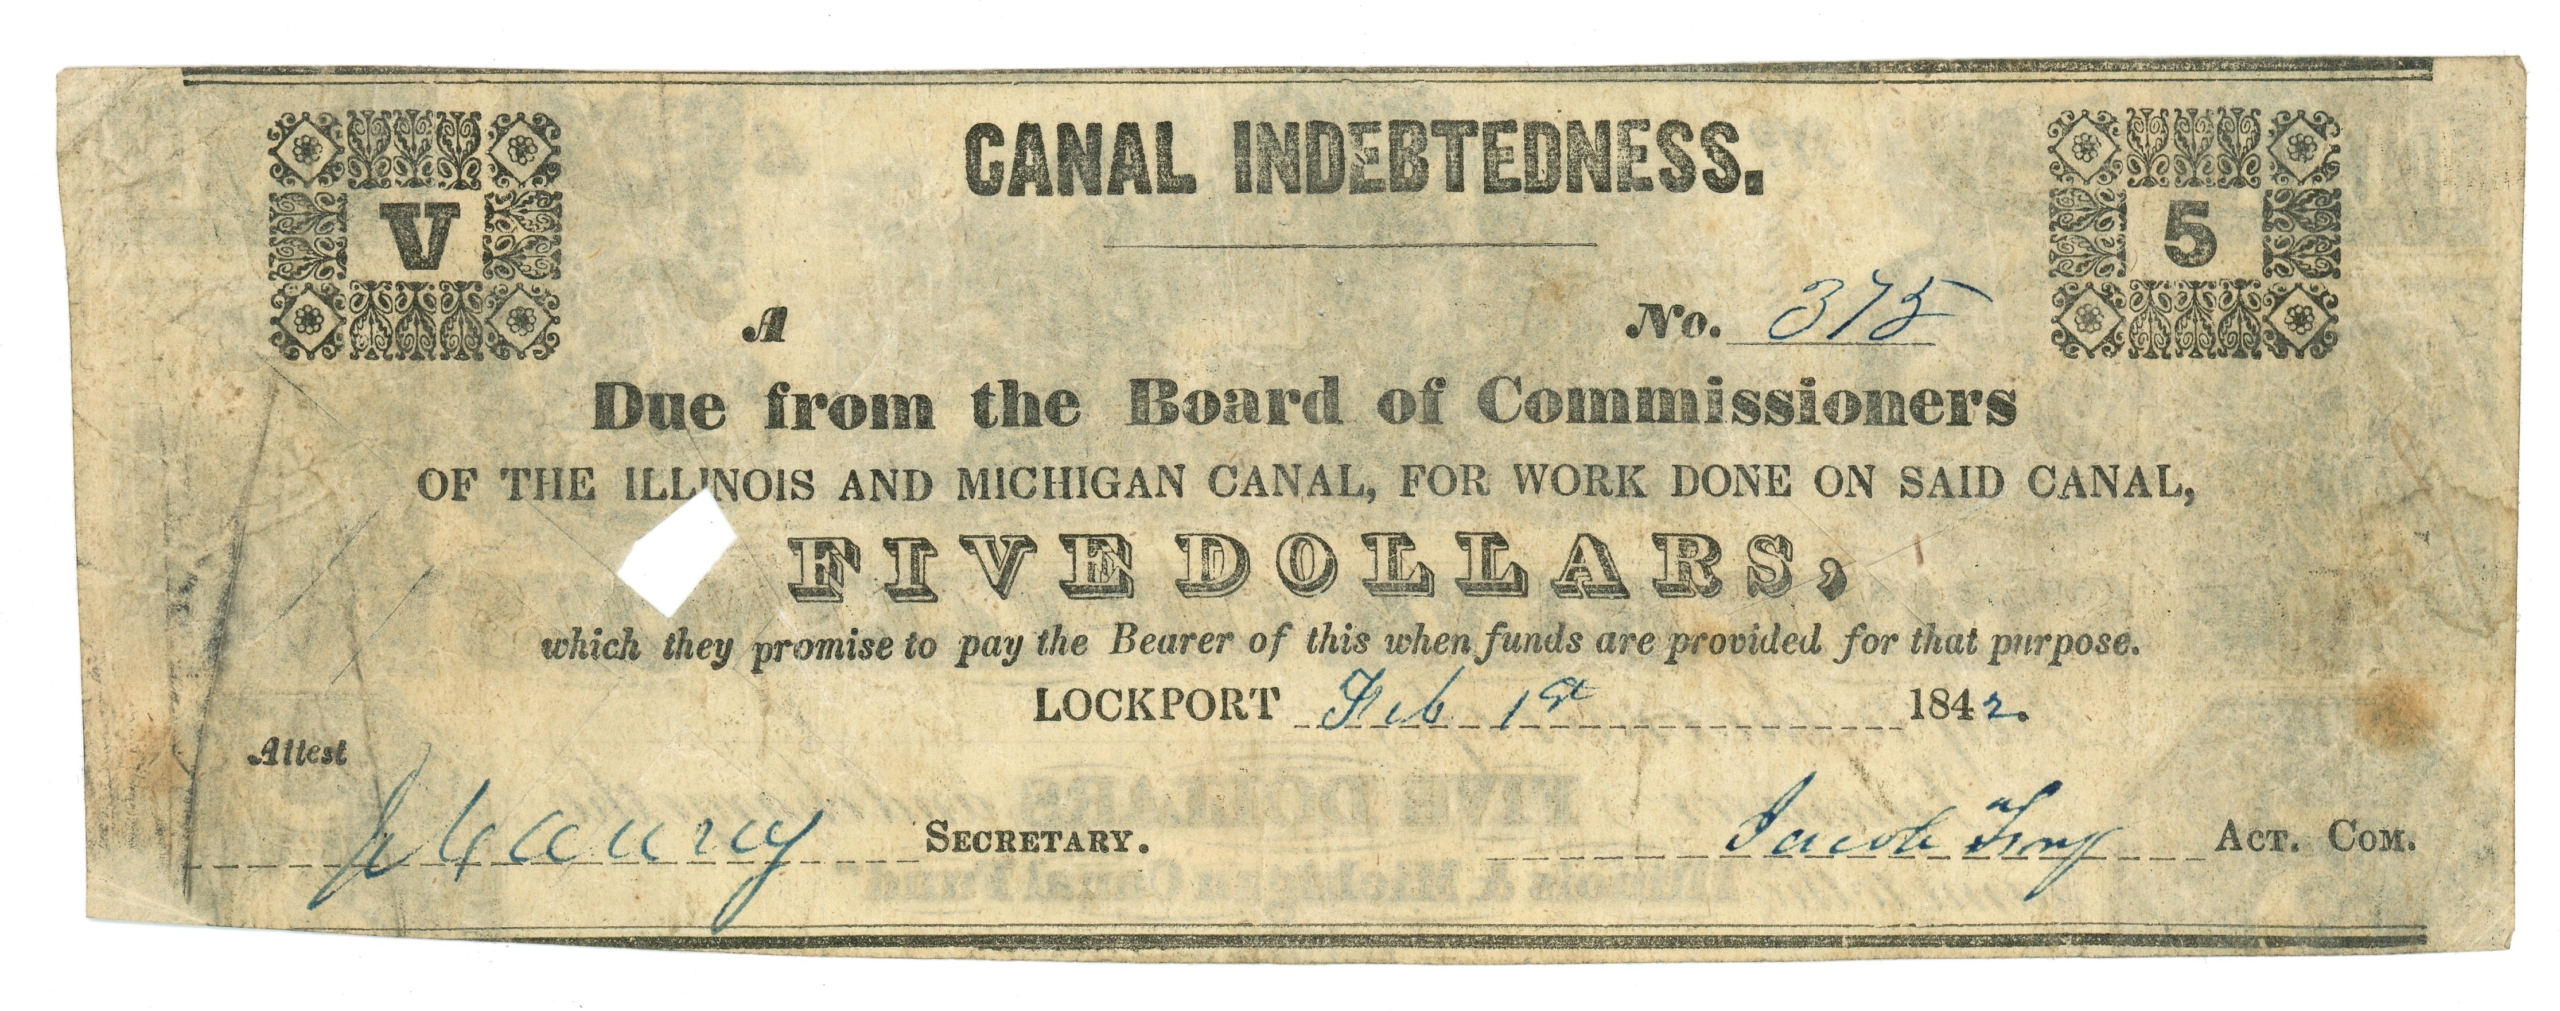 CANAL INDEBTEDNESS.
V
5
A No. 375
Due from the Board of Commissioners
OF THE ILLINOIS AND MICHIGAN CANAL, FOR WORK DONE ON SAID CANAL,
FIVE DOLLARS,
which they promise to pay the Bearer of this when funds are provided for that purpose.
LOCKPORT Feb 1st 1842.
Attest
SECRETARY. Jacob Fry ACT. COM.